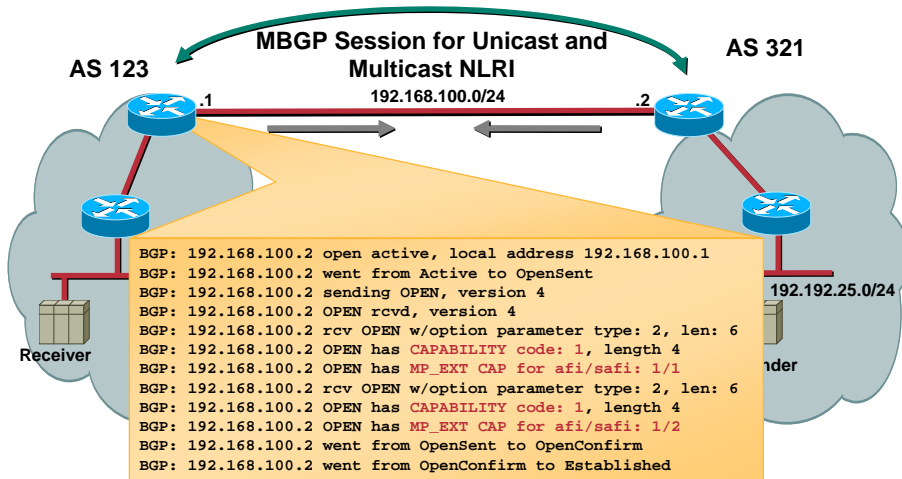 MBGP Session for Unicast and
Multicast NLRI
AS 123
AS 321
.1
192.168.100.0/24
.2
BGP: 192.168.100.2 open active, local address 192.168.100.1
BGP: 192.168.100.2 went from Active to OpenSent
BGP: 192.168.100.2 sending OPEN, version 4
BGP: 192.168.100.2 OPEN rcvd, version 4
BGP: 192.168.100.2 rcv OPEN w/option parameter type: 2, len: 6
BGP: 192.168.100.2 OPEN has CAPABILITY code: 1, length 4
BGP: 192.168.100.2 OPEN has MP_EXT CAP for afi/safi: 1/1
BGP: 192.168.100.2 rcv OPEN w/option parameter type: 2, len: 6
BGP: 192.168.100.2 OPEN has CAPABILITY code: 1, length 4
BGP: 192.168.100.2 OPEN has MP_EXT CAP for afi/safi: 1/2
BGP: 192.168.100.2 went from OpenSent to OpenConfirm
BGP: 192.168.100.2 went from OpenConfirm to Established
192.192.25.0/24
Receiver